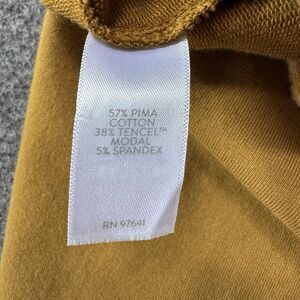 57% PIMA
COTTON
38% TENCEL™
MODAL
5% SPANDEX
RN 97641